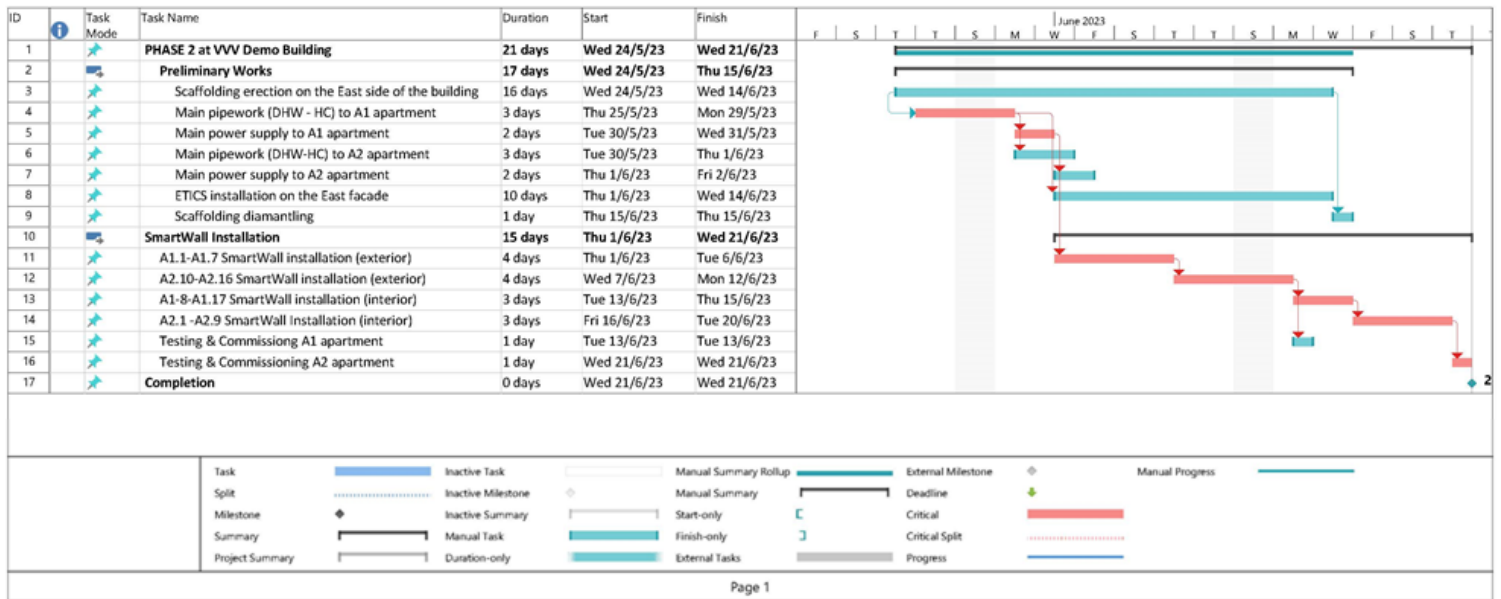 ID Task Mode Task Name Duration Start Finish June 2023
F S S M T W T F S S M T W T F S S M T W T
1 PHASE 2 at VVV Demo Building 21 days Wed 24/5/23 Wed 21/6/23
2 Preliminary Works 17 days Wed 24/5/23 Thu 15/6/23
3 Scaffolding erection on the East side of the building 16 days Wed 24/5/23 Wed 14/6/23
4 Main pipework (DHW - HC) to A1 apartment 3 days Thu 25/5/23 Mon 29/5/23
5 Main power supply to A1 apartment 2 days Tue 30/5/23 Wed 31/5/23
6 Main pipework (DHW-HC) to A2 apartment 3 days Tue 30/5/23 Thu 1/6/23
7 Main power supply to A2 apartment 2 days Thu 1/6/23 Fri 2/6/23
8 ETICS installation on the East facade 10 days Thu 1/6/23 Wed 14/6/23
9 Scaffolding diamantling 1 day Thu 15/6/23 Thu 15/6/23
10 SmartWall Installation 15 days Thu 1/6/23 Wed 21/6/23
11 A1.1-A1.7 SmartWall installation (exterior) 4 days Thu 1/6/23 Tue 6/6/23
12 A2.10-A2.16 SmartWall installation (exterior) 4 days Wed 7/6/23 Mon 12/6/23
13 A1-8-A1.17 SmartWall installation (interior) 3 days Tue 13/6/23 Thu 15/6/23
14 A2.1 -A2.9 SmartWall Installation (interior) 3 days Fri 16/6/23 Tue 20/6/23
15 Testing & Commissiong A1 apartment 1 day Tue 13/6/23 Tue 13/6/23
16 Testing & Commissioning A2 apartment 1 day Wed 21/6/23 Wed 21/6/23
17 Completion 0 days Wed 21/6/23 Wed 21/6/23 2
Task Inactive Task Manual Summary Rollup External Milestone Manual Progress
Split Inactive Milestone Manual Summary Deadline
Milestone Inactive Summary Start-only Critical
Summary Manual Task Finish-only Critical Split
Project Summary Duration-only External Tasks Progress
Page 1